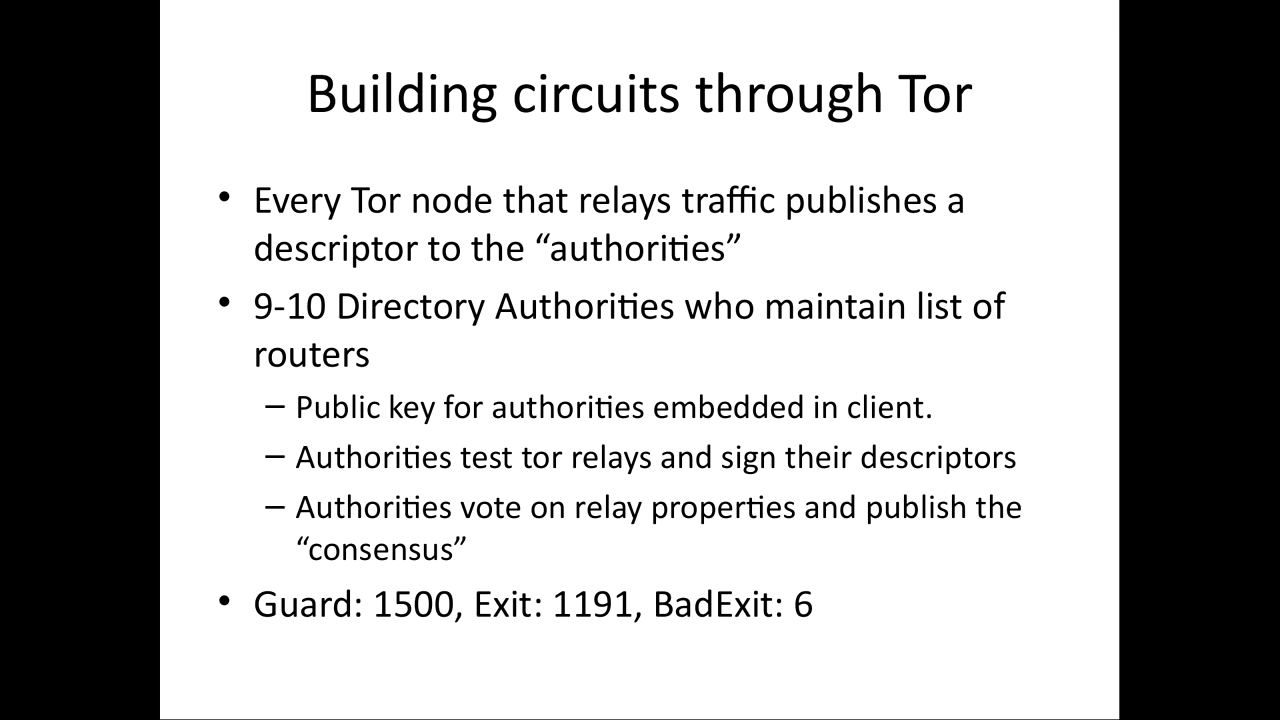 Building circuits through Tor
• Every Tor node that relays traffic publishes a
descriptor to the “authorities”
• 9-10 Directory Authorities who maintain list of
routers
– Public key for authorities embedded in client.
– Authorities test tor relays and sign their descriptors
– Authorities vote on relay properties and publish the
“consensus”
• Guard: 1500, Exit: 1191, BadExit: 6